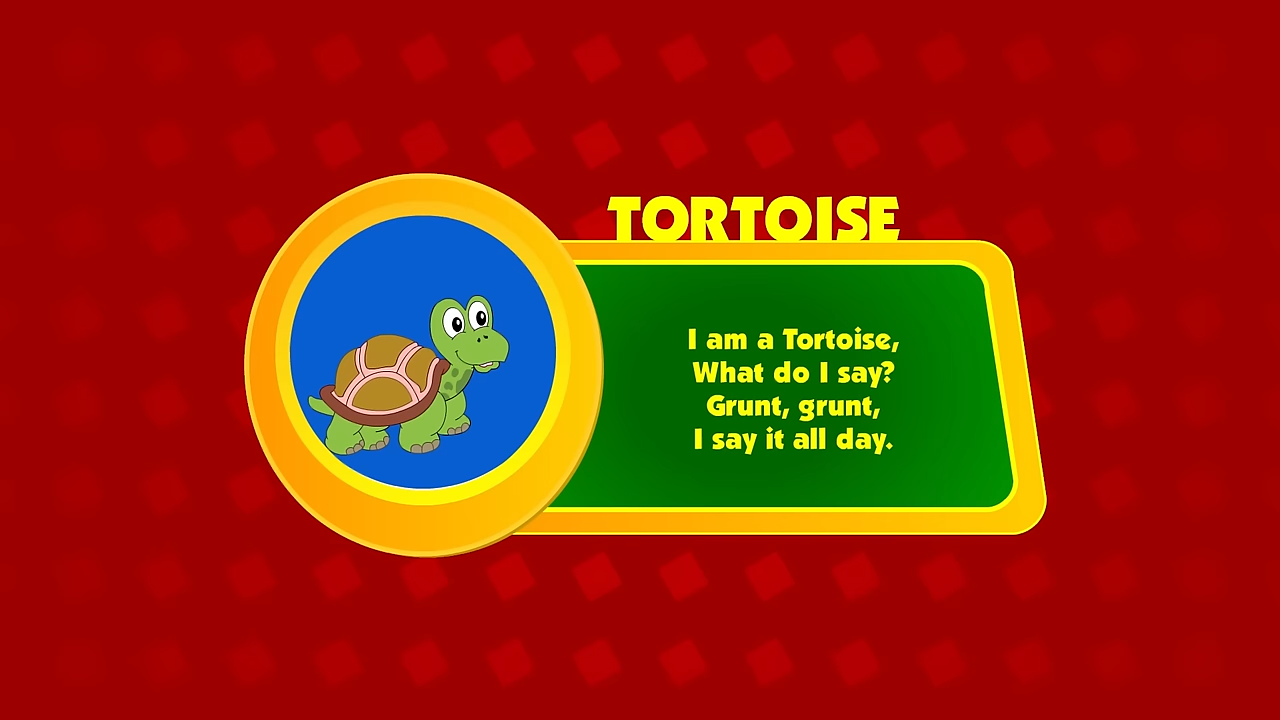 TORTOISE
I am a Tortoise,
What do I say?
Grunt, grunt,
I say it all day.